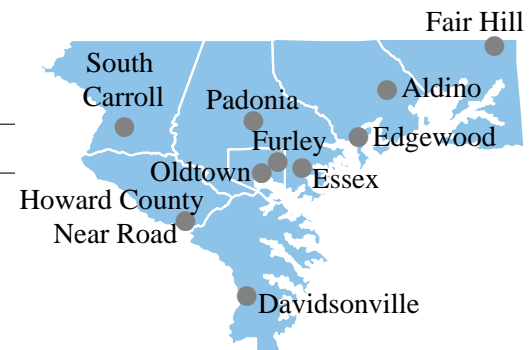 Fair Hill
South
Carroll
Aldino
Padonia
Edgewood
Furley
Oldtown
Essex
Howard County
Near Road
Davidsonville